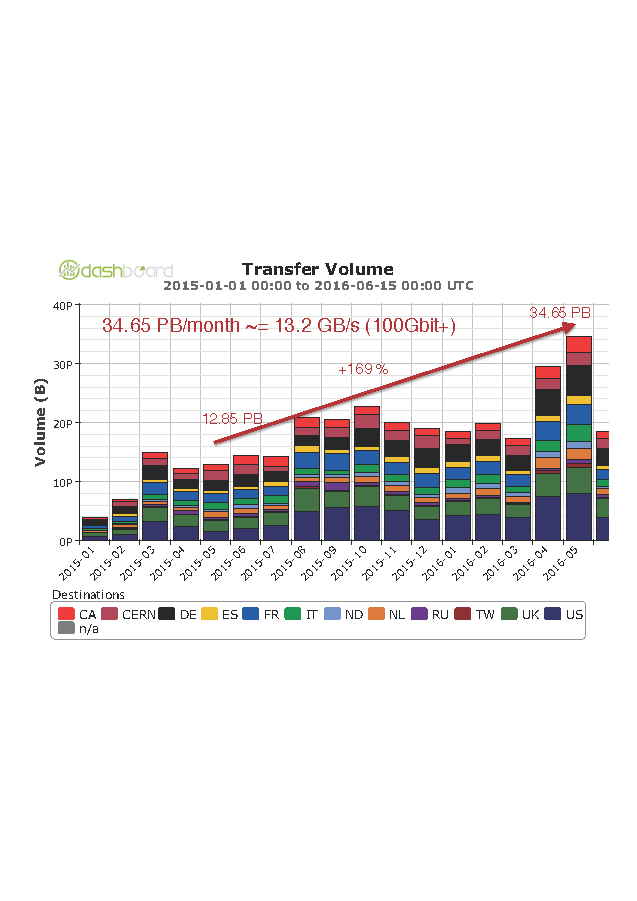 dashboard
Transfer Volume
2015-01-01 00:00 to 2016-06-15 00:00 UTC
34.65 PB/month ~= 13.2 GB/s (100Gbit+)
34.65 PB
+169 %
12.85 PB
Volume (B)
40P
30P
20P
10P
0P
2015-01 2015-02 2015-03 2015-04 2015-05 2015-06 2015-07 2015-08 2015-09 2015-10 2015-11 2015-12 2016-01 2016-02 2016-03 2016-04 2016-05
Destinations
CA CERN DE ES FR IT ND NL RU TW UK US
n/a